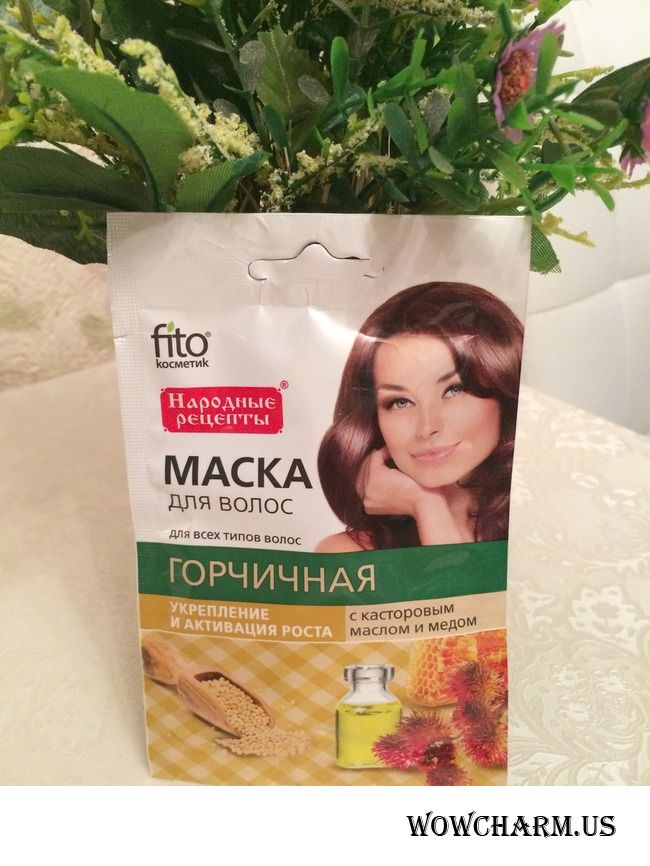 fito®
косметик
Народные®
рецепты
МАСКА
ДЛЯ ВОЛОС
для всех типов волос
ГОРЧИЧНАЯ
УКРЕПЛЕНИЕ
И АКТИВАЦИЯ РОСТА
с касторовым
маслом и медом
WOWCHARM.US